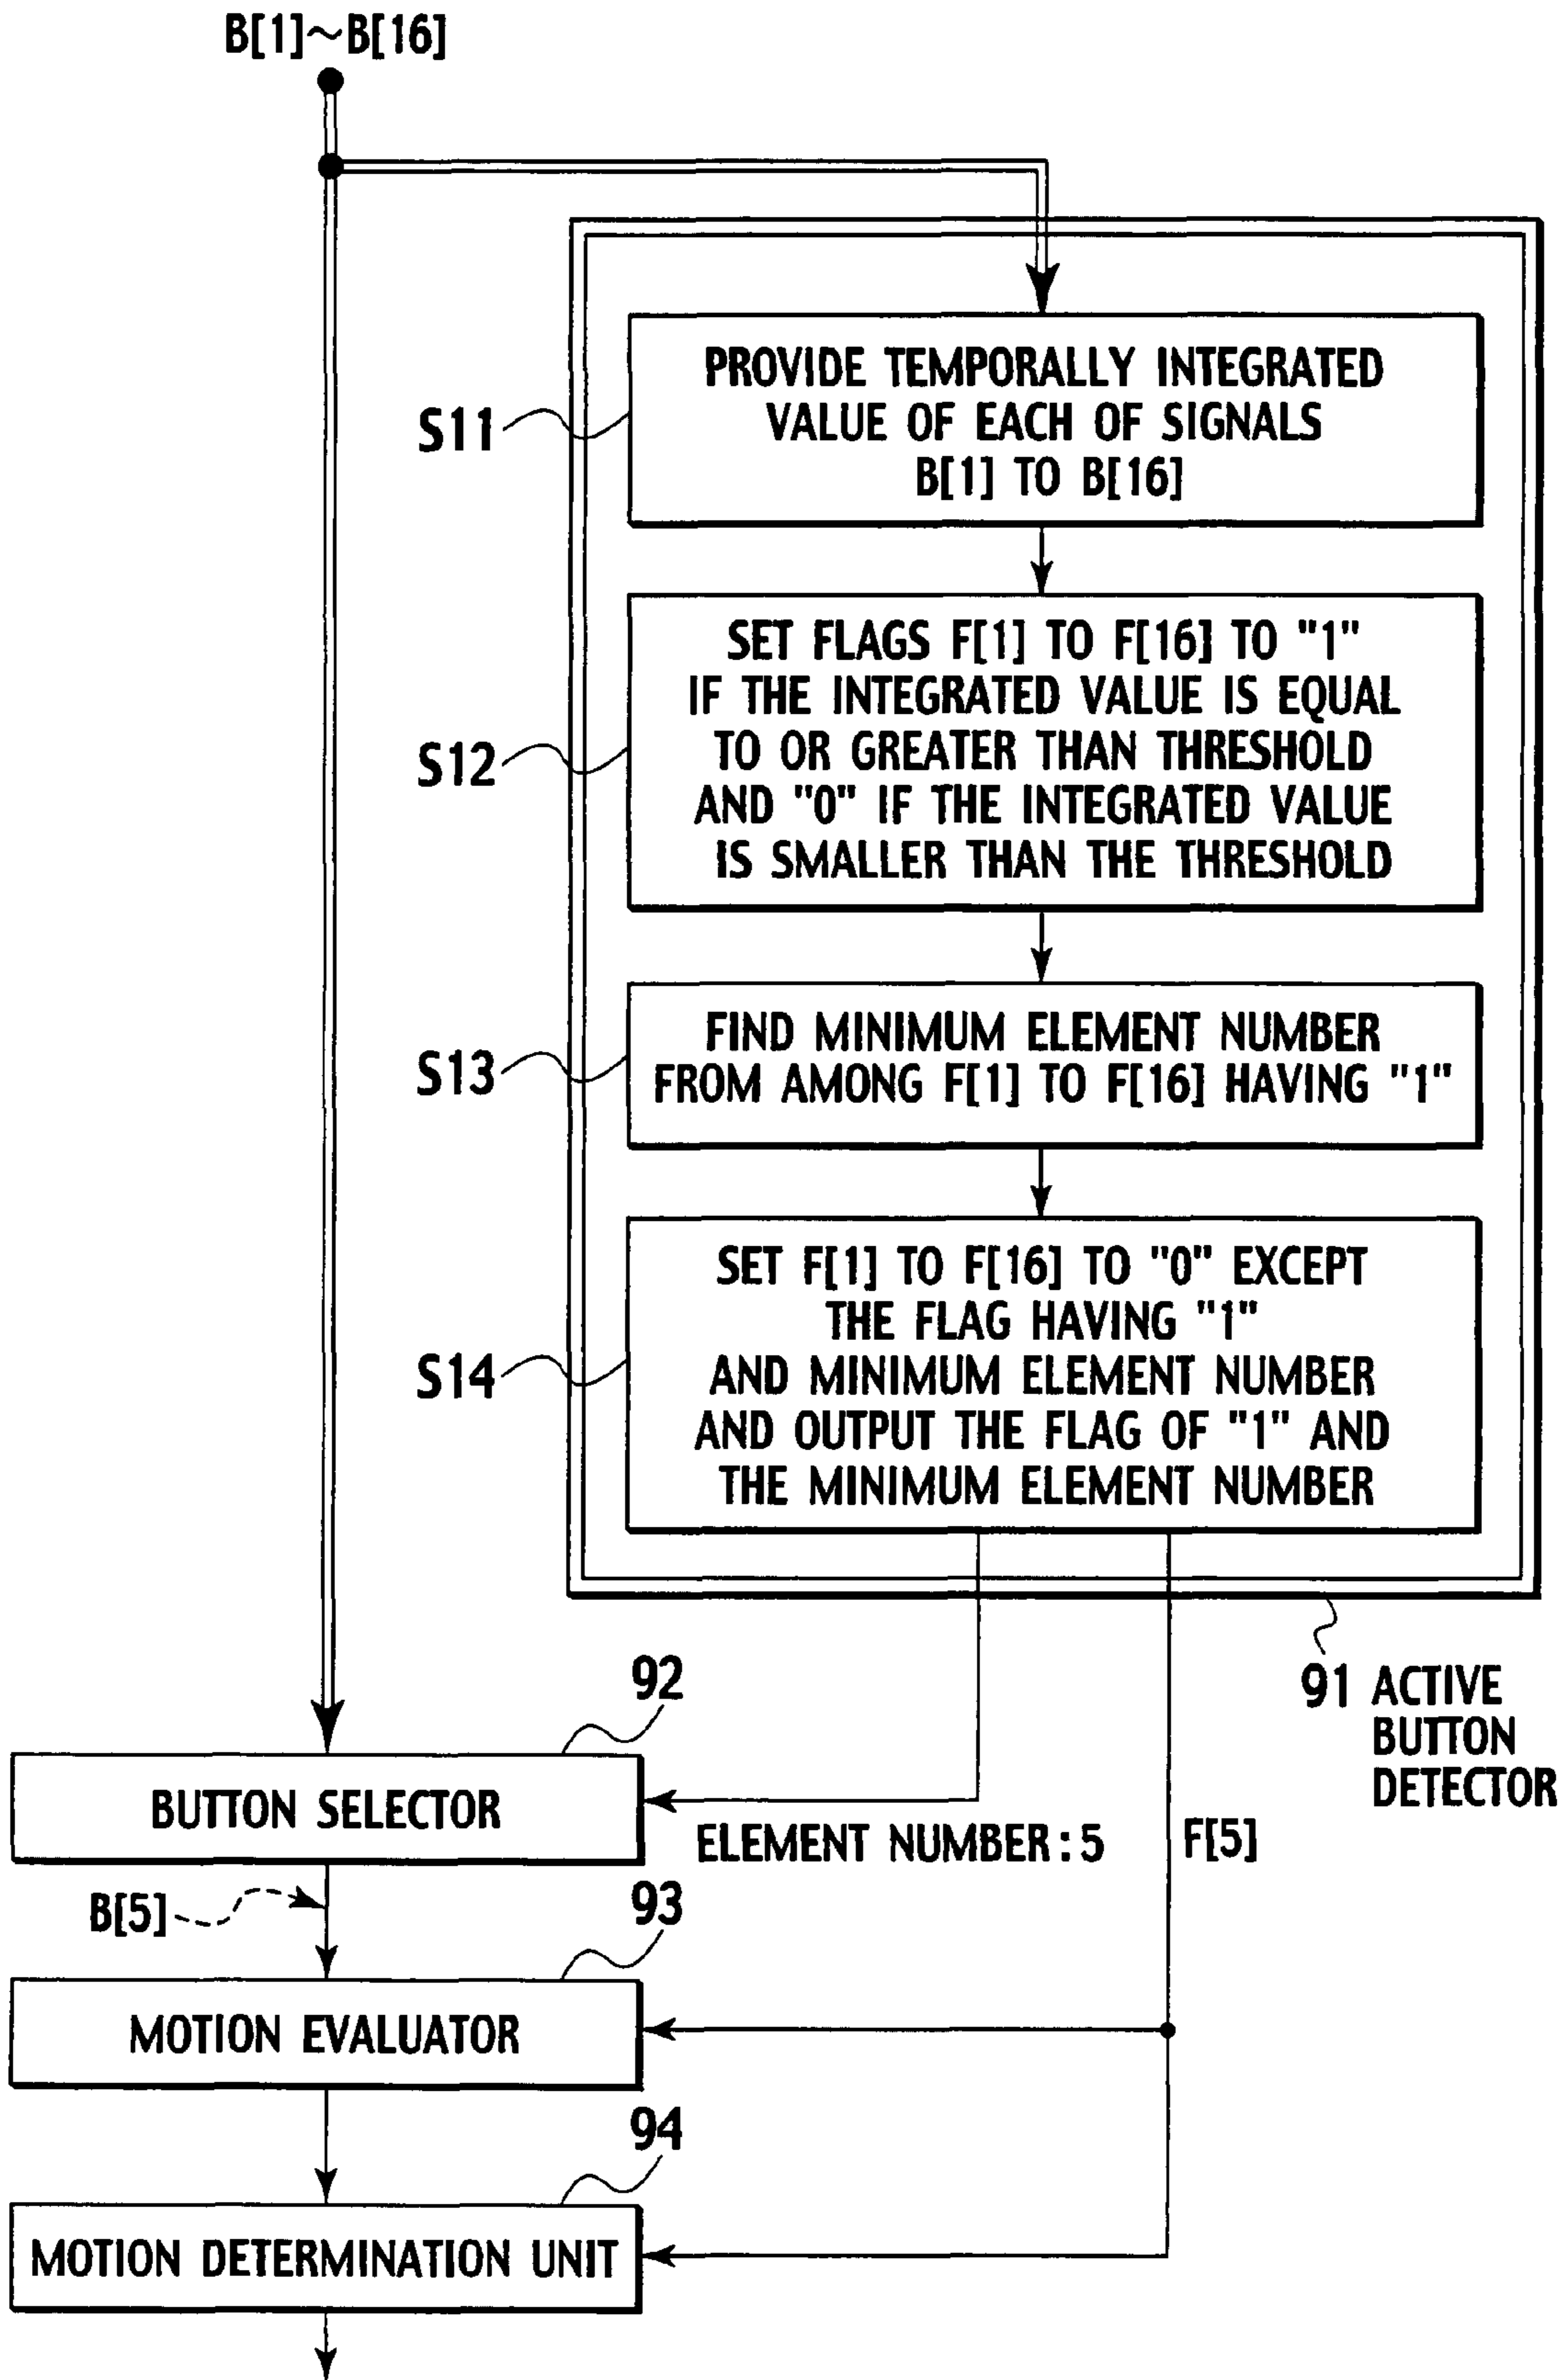 B[1]~B[16]
S11
PROVIDE TEMPORALLY INTEGRATED
VALUE OF EACH OF SIGNALS
B[1] TO B[16]
S12
SET FLAGS F[1] TO F[16] TO "1"
IF THE INTEGRATED VALUE IS EQUAL
TO OR GREATER THAN THRESHOLD
AND "0" IF THE INTEGRATED VALUE
IS SMALLER THAN THE THRESHOLD
S13
FIND MINIMUM ELEMENT NUMBER
FROM AMONG F[1] TO F[16] HAVING "1"
S14
SET F[1] TO F[16] TO "0" EXCEPT
THE FLAG HAVING "1"
AND MINIMUM ELEMENT NUMBER
AND OUTPUT THE FLAG OF "1" AND
THE MINIMUM ELEMENT NUMBER
91 ACTIVE
BUTTON
DETECTOR
92
BUTTON SELECTOR
ELEMENT NUMBER:5
F[5]
B[5]
93
MOTION EVALUATOR
94
MOTION DETERMINATION UNIT